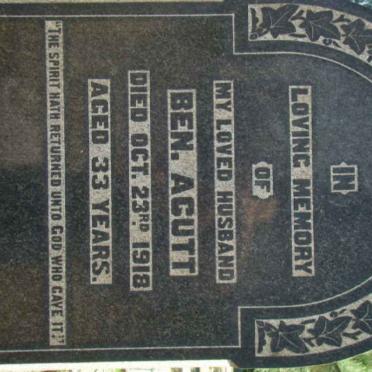 IN
LOVING MEMORY
OF
MY LOVED HUSBAND
BEN. ACUTT
DIED OCT. 23RD. 1918
AGED 33 YEARS.
"THE SPIRIT HATH RETURNED UNTO GOD WHO GAVE IT."